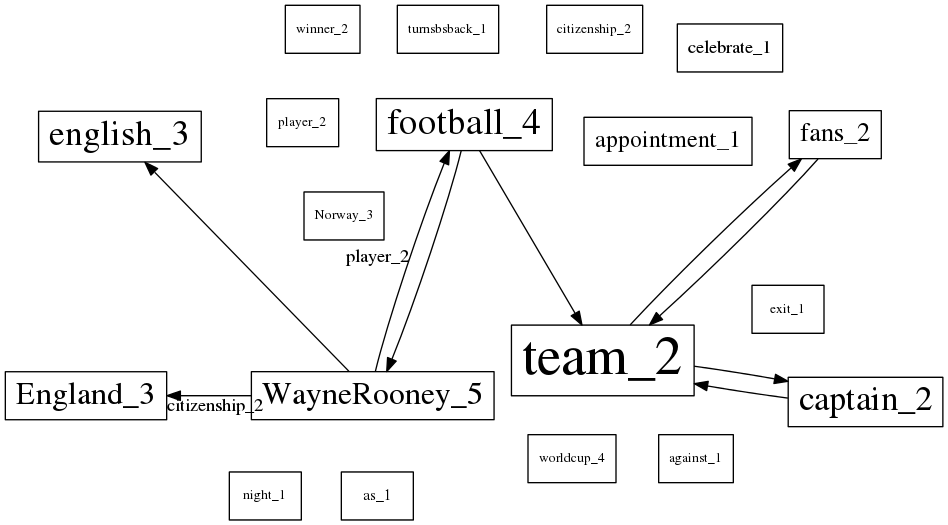 winner_2
turnsbsback_1
citizenship_2
celebrate_1
english_3
player_2
football_4
appointment_1
fans_2
Norway_3
player_2
exit_1
team_2
England_3
citizenship_2
WayneRooney_5
captain_2
worldcup_4
against_1
night_1
as_1